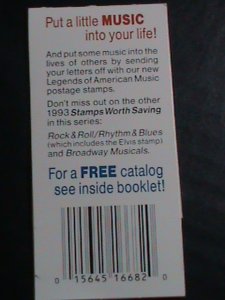 Put a little MUSIC
into your life!
And put some music into the
lives of others by sending
your letters off with our new
Legends of American Music
postage stamps.
Don't miss out on the other
1993 Stamps Worth Saving
in this series:
Rock & Roll/Rhythm & Blues
(which includes the Elvis stamp)
and Broadway Musicals.
For a FREE catalog
see inside booklet!
0 15645 16682 0